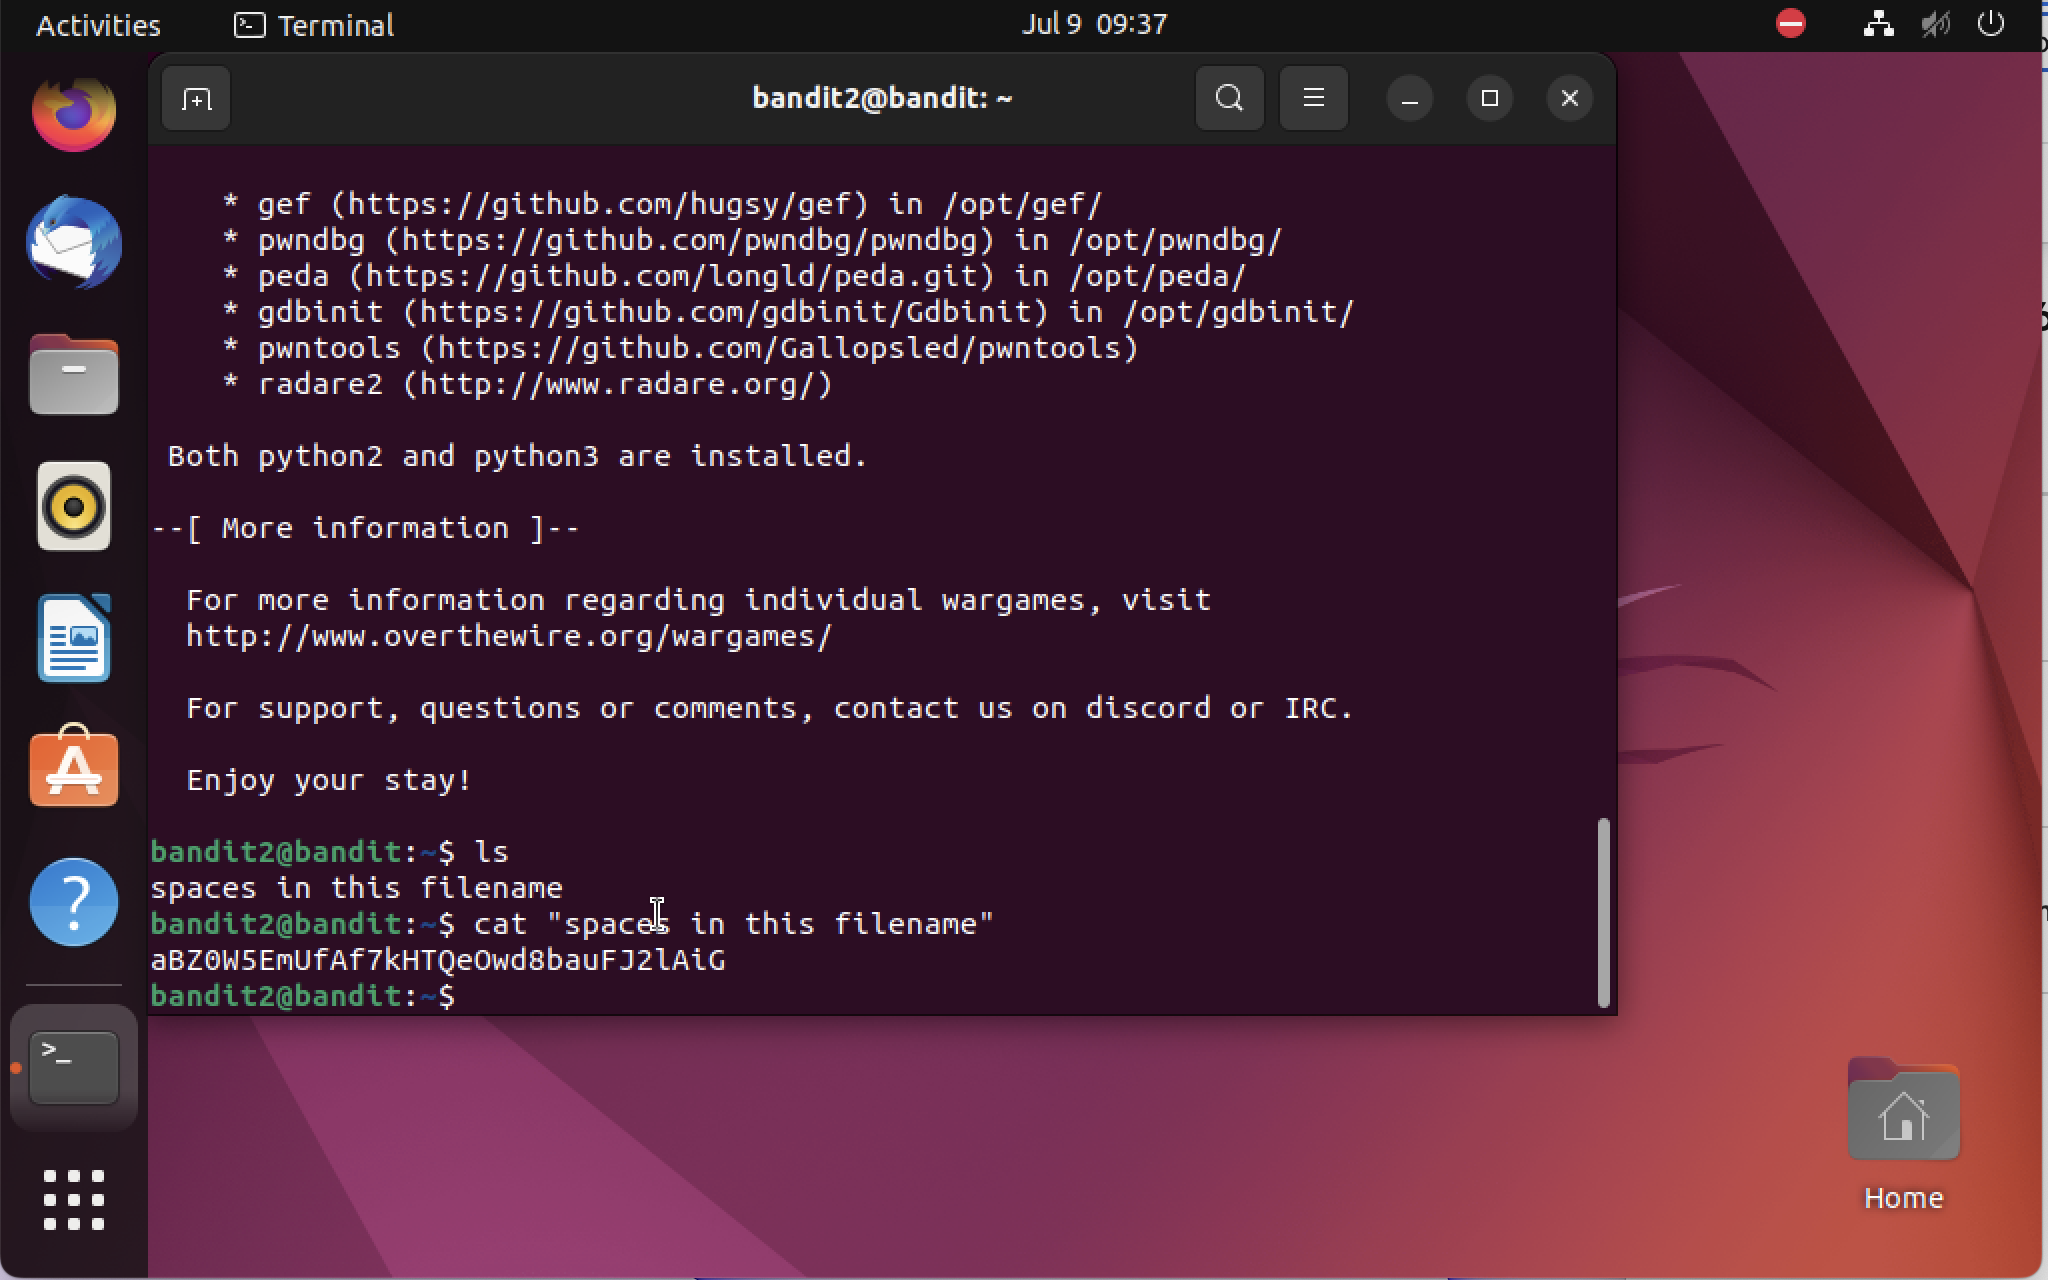 Activities
Terminal
Jul 9 09:37
bandit2@bandit: ~
* gef (https://github.com/hugsy/gef) in /opt/gef/
* pwndbg (https://github.com/pwndbg/pwndbg) in /opt/pwndbg/
* peda (https://github.com/longld/peda.git) in /opt/peda/
* gdbinit (https://github.com/gdbinit/Gdbinit) in /opt/gdbinit/
* pwntools (https://github.com/Gallopsled/pwntools)
* radare2 (http://www.radare.org/)
Both python2 and python3 are installed.
--[ More information ]--
For more information regarding individual wargames, visit
http://www.overthewire.org/wargames/
For support, questions or comments, contact us on discord or IRC.
Enjoy your stay!
bandit2@bandit:~$ ls
spaces in this filename
bandit2@bandit:~$ cat "spaces in this filename"
aBZ0W5EmUfAf7kHTQeOwd8bauFJ2lAiG
bandit2@bandit:~$
Home